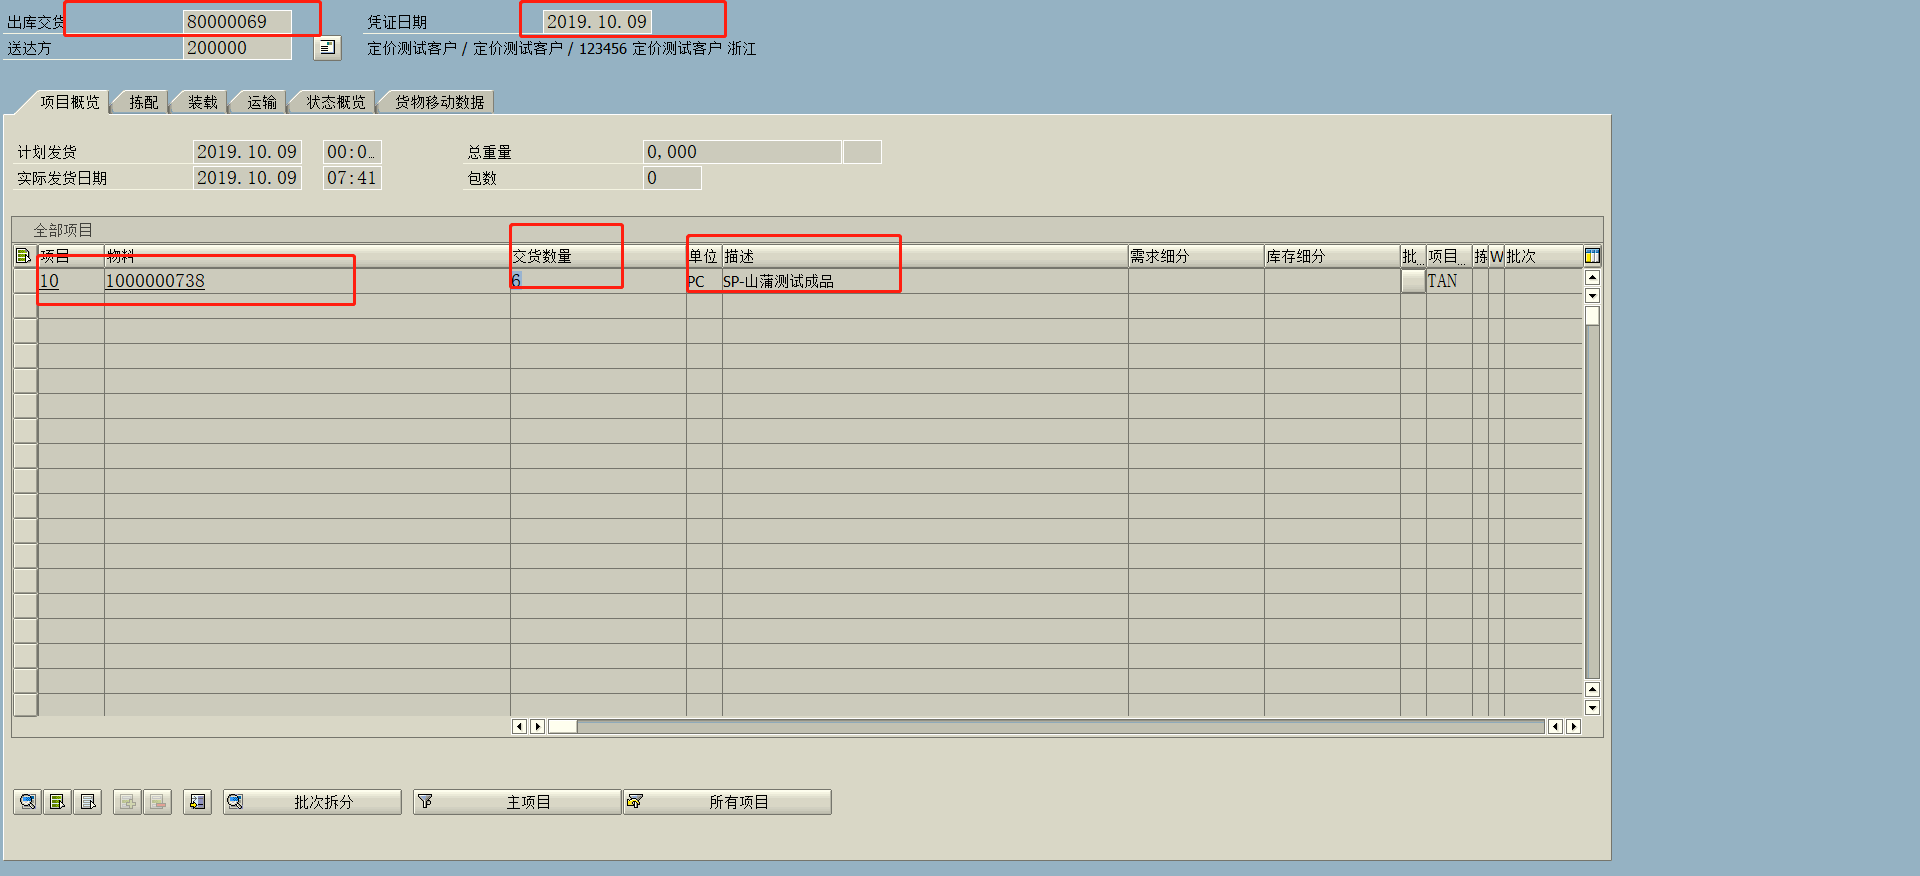 出库交货 80000069 凭证日期 2019.10.09
送达方 200000 定价测试客户 / 定价测试客户 / 123456 定价测试客户 浙江
项目概览 拣配 装载 运输 状态概览 货物移动数据
计划发货 2019.10.09 00:0… 总重量 0,000
实际发货日期 2019.10.09 07:41 包数 0
全部项目
项目 物料 交货数量 单位 描述 需求细分 库存细分 批… 项目… 拣 W 批次
10 1000000738 6 PC SP-山蒲测试成品 TAN
批次拆分 主项目 所有项目